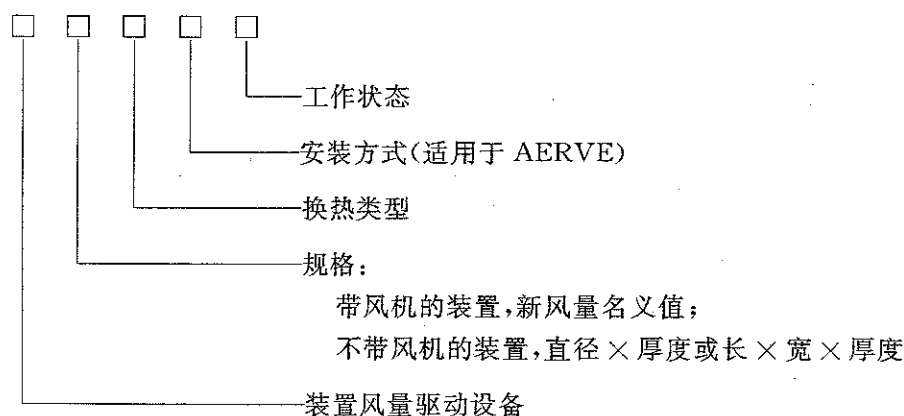 工作状态
安装方式(适用于 AERVE)
换热类型
规格:
带风机的装置,新风量名义值;
不带风机的装置,直径×厚度或长×宽×厚度
装置风量驱动设备